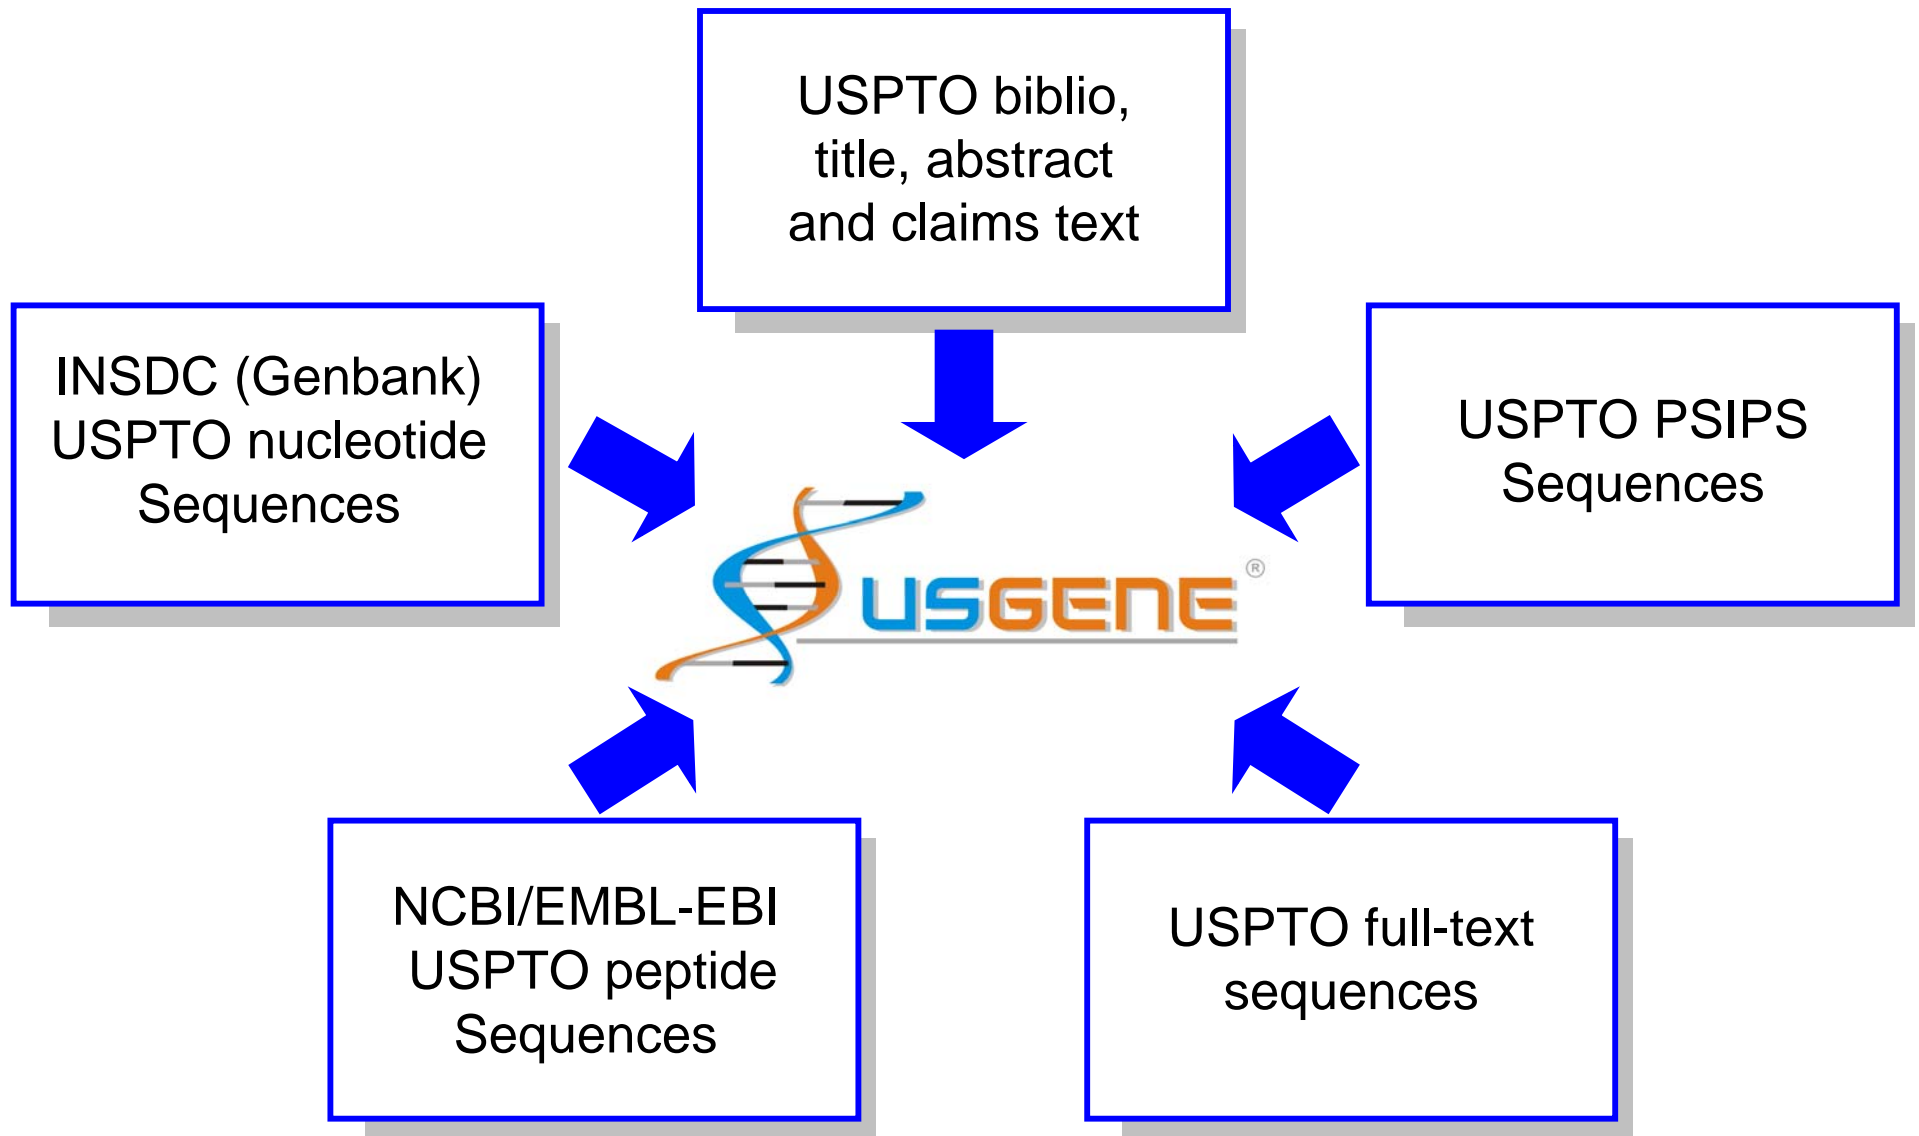 USPTO biblio,
title, abstract
and claims text
INSDC (Genbank)
USPTO nucleotide
Sequences
USPTO PSIPS
Sequences
USGENE®
NCBI/EMBL-EBI
USPTO peptide
Sequences
USPTO full-text
sequences